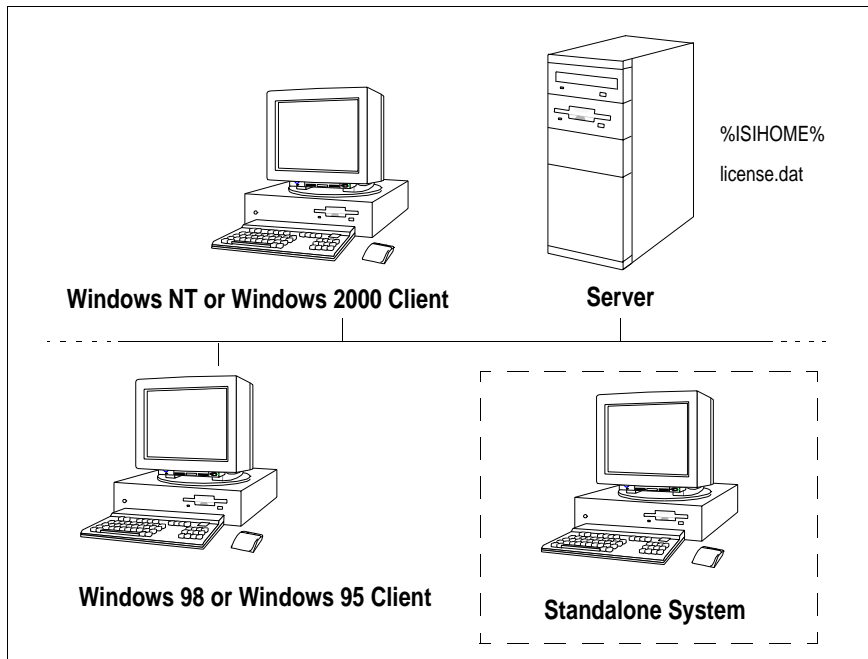 %ISIHOME%
license.dat
Windows NT or Windows 2000 Client
Server
Windows 98 or Windows 95 Client
Standalone System